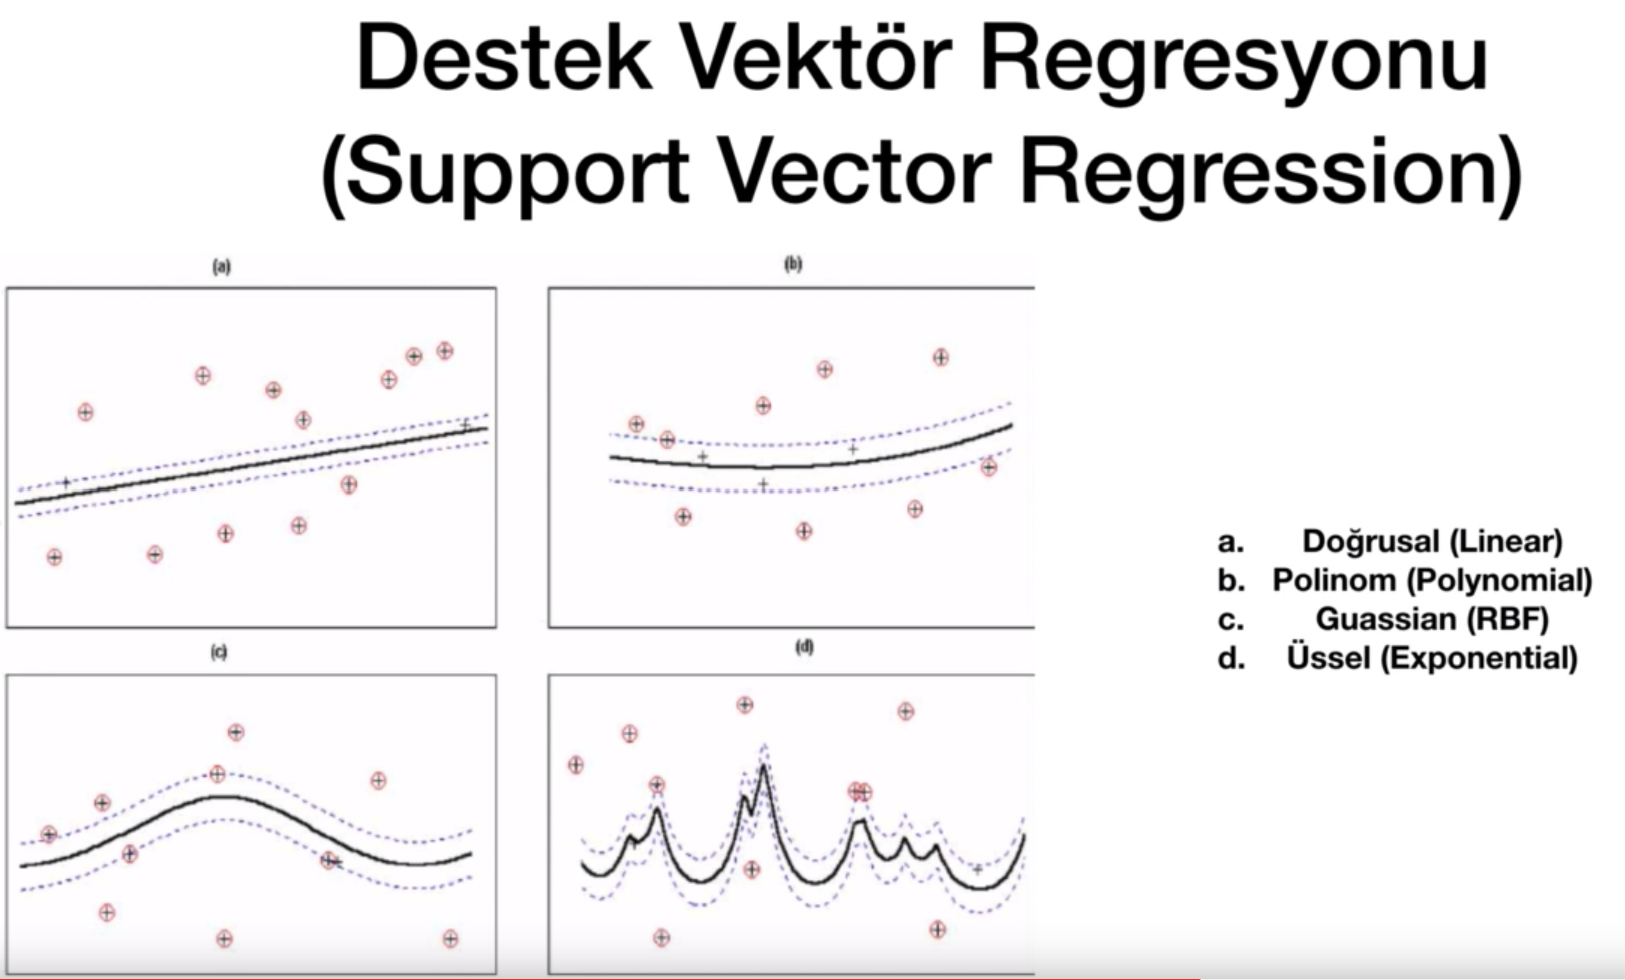 Destek Vektör Regresyonu
(Support Vector Regression)
(a)
(b)
(c)
(d)
a. Doğrusal (Linear)
b. Polinom (Polynomial)
c. Guassian (RBF)
d. Üssel (Exponential)